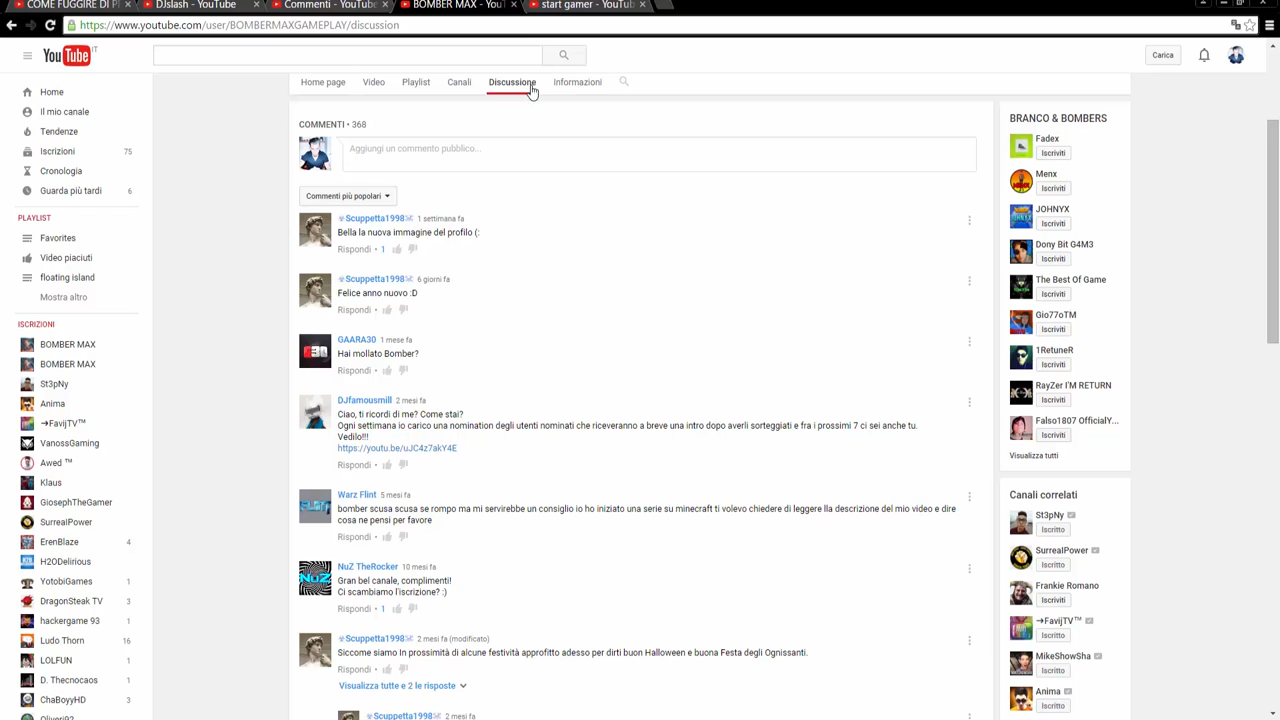 COME FUGGIRE DI P
DJslash - YouTube
Commenti - YouTube
BOMBER MAX - YouT
start gamer - YouTube
https://www.youtube.com/user/BOMBERMAXGAMEPLAY/discussion
YouTube IT
Carica
Home page
Video
Playlist
Canali
Discussione
Informazioni
Home
Il mio canale
Tendenze
Iscrizioni 75
Cronologia
Guarda più tardi 6
PLAYLIST
Favorites
Video piaciuti
floating island
Mostra altro
ISCRIZIONI
BOMBER MAX
BOMBER MAX
St3pNy
Anima
➔FavijTV™
VanossGaming
Awed ™
Klaus
GiosephTheGamer
SurrealPower
ErenBlaze 4
H2ODelirious
YotobiGames 1
DragonSteak TV 3
hackergame 93 1
Ludo Thorn 16
LOLFUN 1
D. Thecnocaos 1
ChaBoyyHD 1
Oliveri92
COMMENTI • 368
Aggiungi un commento pubblico...
Commenti più popolari
Scuppetta1998 1 settimana fa
Bella la nuova immagine del profilo (:
Rispondi • 1
Scuppetta1998 6 giorni fa
Felice anno nuovo :D
Rispondi •
GAARA30 1 mese fa
Hai mollato Bomber?
Rispondi •
DJfamousmill 2 mesi fa
Ciao, ti ricordi di me? Come stai?
Ogni settimana io carico una nomination degli utenti nominati che riceveranno a breve una intro dopo averli sorteggiati e fra i prossimi 7 ci sei anche tu.
Vedilo!!!
https://youtu.be/uJC4z7akY4E
Rispondi •
Warz Flint 5 mesi fa
bomber scusa scusa se rompo ma mi servirebbe un consiglio io ho iniziato una serie su minecraft ti volevo chiedere di leggere lla descrizione del mio video e dire
cosa ne pensi per favore
Rispondi •
NuZ TheRocker 10 mesi fa
Gran bel canale, complimenti!
Ci scambiamo l'iscrizione? :)
Rispondi • 1
Scuppetta1998 2 mesi fa (modificato)
Siccome siamo In prossimità di alcune festività approfitto adesso per dirti buon Halloween e buona Festa degli Ognissanti.
Rispondi •
Visualizza tutte e 2 le risposte
Scuppetta1998 2 mesi fa
BRANCO & BOMBERS
Fadex
Iscriviti
Menx
Iscriviti
JOHNYX
Iscriviti
Dony Bit G4M3
Iscriviti
The Best Of Game
Iscriviti
Gio77oTM
Iscriviti
1RetuneR
Iscriviti
RayZer I'M RETURN
Iscriviti
Falso1807 OfficialY...
Iscriviti
Visualizza tutti
Canali correlati
St3pNy
Iscritto
SurrealPower
Iscritto
Frankie Romano
Iscriviti
➔FavijTV™
Iscritto
MikeShowSha
Iscritto
Anima
Iscritto